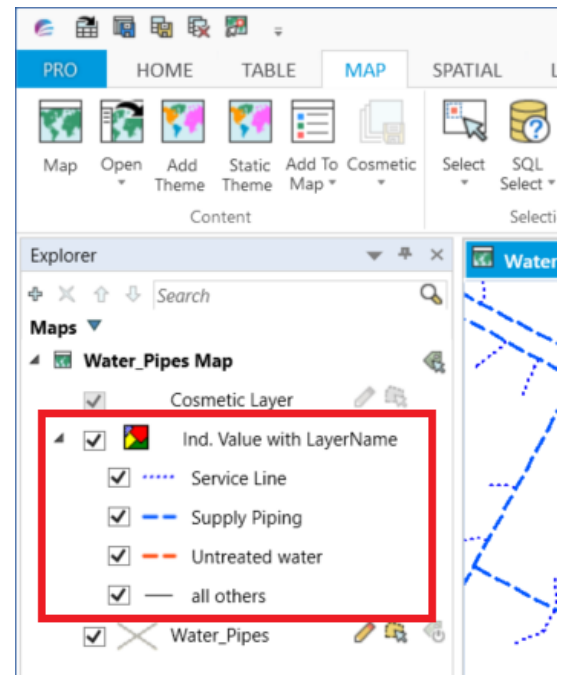 PRO HOME TABLE MAP SPATIAL
Map Open Add Theme Static Theme Add To Map Cosmetic Select SQL Select
Content Selecti
Explorer
Search
Maps
Water_Pipes Map Water
Cosmetic Layer
Ind. Value with LayerName
Service Line
Supply Piping
Untreated water
all others
Water_Pipes